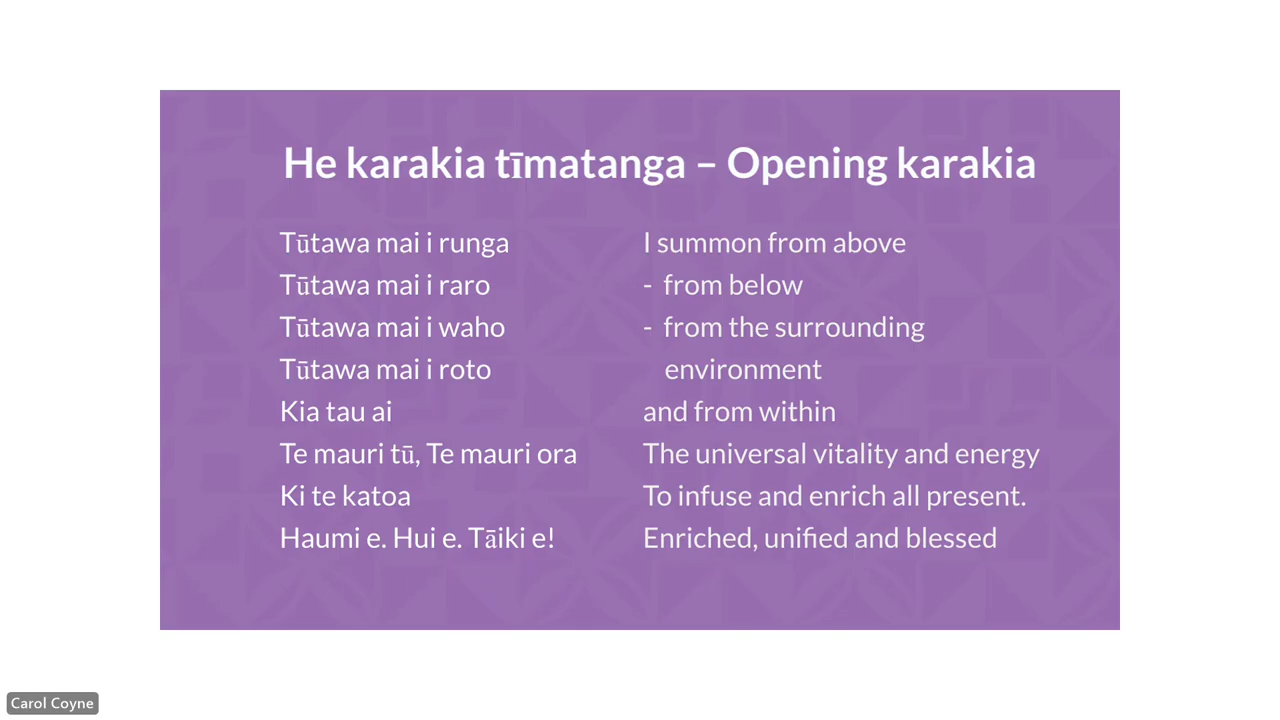 He karakia tīmatanga – Opening karakia
Tūtawa mai i runga
Tūtawa mai i raro
Tūtawa mai i waho
Tūtawa mai i roto
Kia tau ai
Te mauri tū, Te mauri ora
Ki te katoa
Haumi e. Hui e. Tāiki e!
I summon from above
- from below
- from the surrounding
environment
and from within
The universal vitality and energy
To infuse and enrich all present.
Enriched, unified and blessed
Carol Coyne